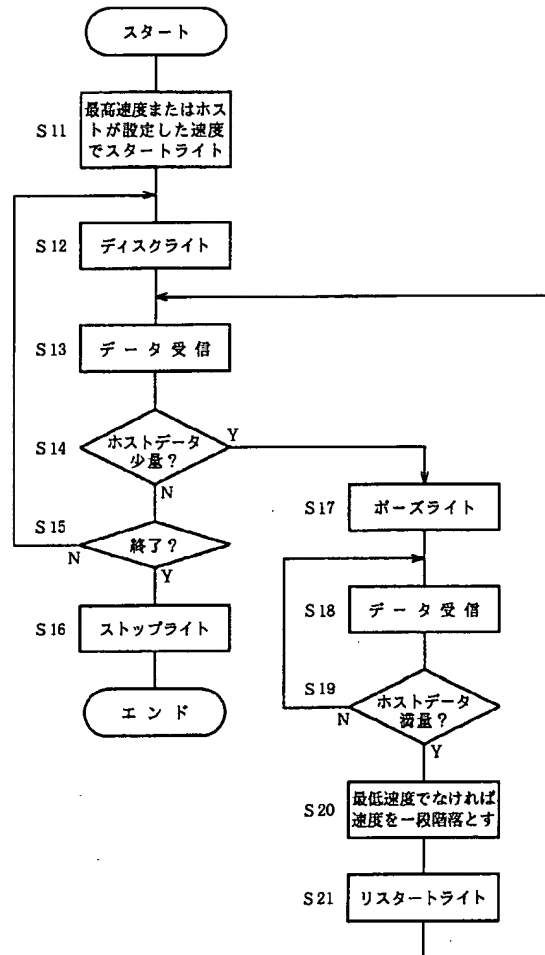 スタート
S11
最高速度またはホス
トが設定した速度
でスタートライト
S12
ディスクライト
S13
データ受信
S14
ホストデータ
少量?
Y
N
S15
終了?
N
Y
S16
ストップライト
エンド
S17
ポーズライト
S18
データ受信
S19
ホストデータ
満量?
N
Y
S20
最低速度でなければ
速度を一段階落とす
S21
リスタートライト